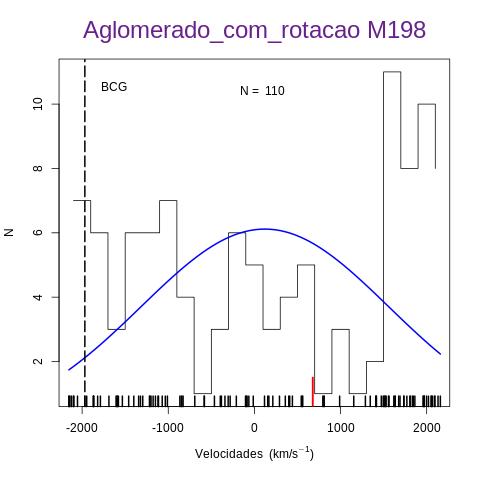 Aglomerado_com_rotacao M198
BCG
N = 110
10
8
6
4
2
N
-2000 -1000 0 1000 2000
Velocidades (km/s⁻¹)